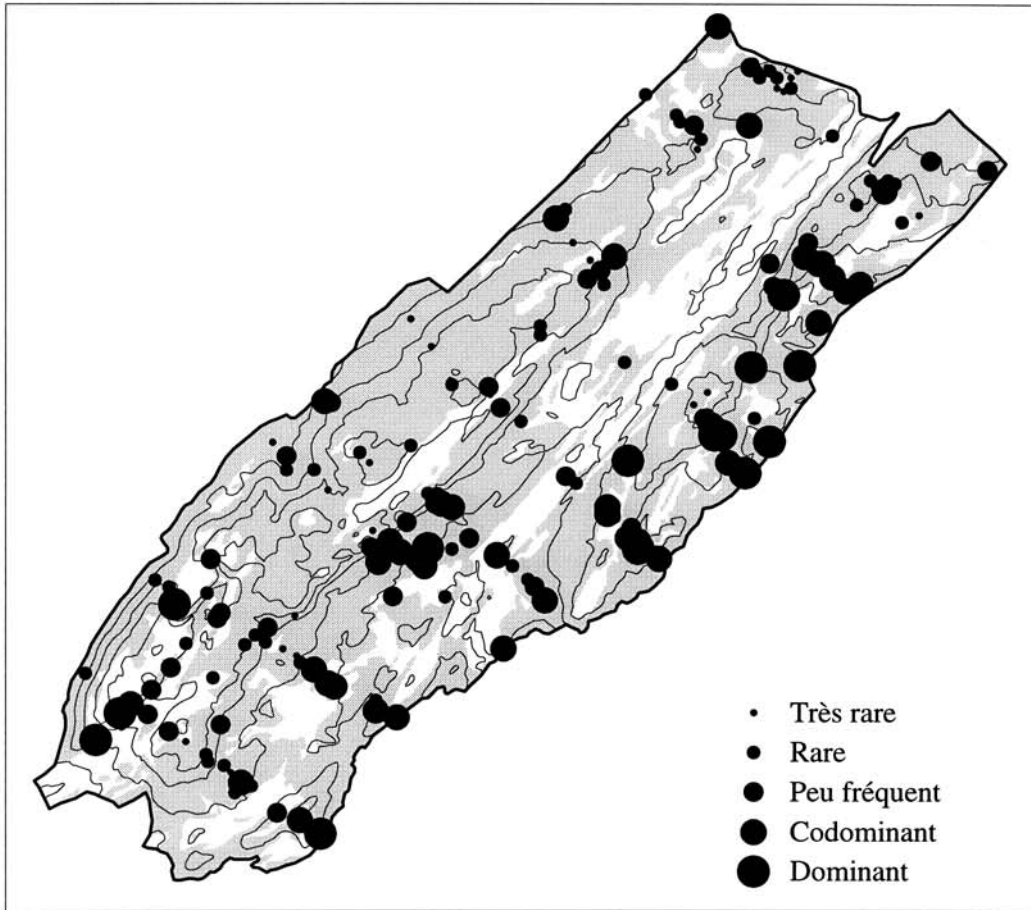 Très rare
Rare
Peu fréquent
Codominant
Dominant